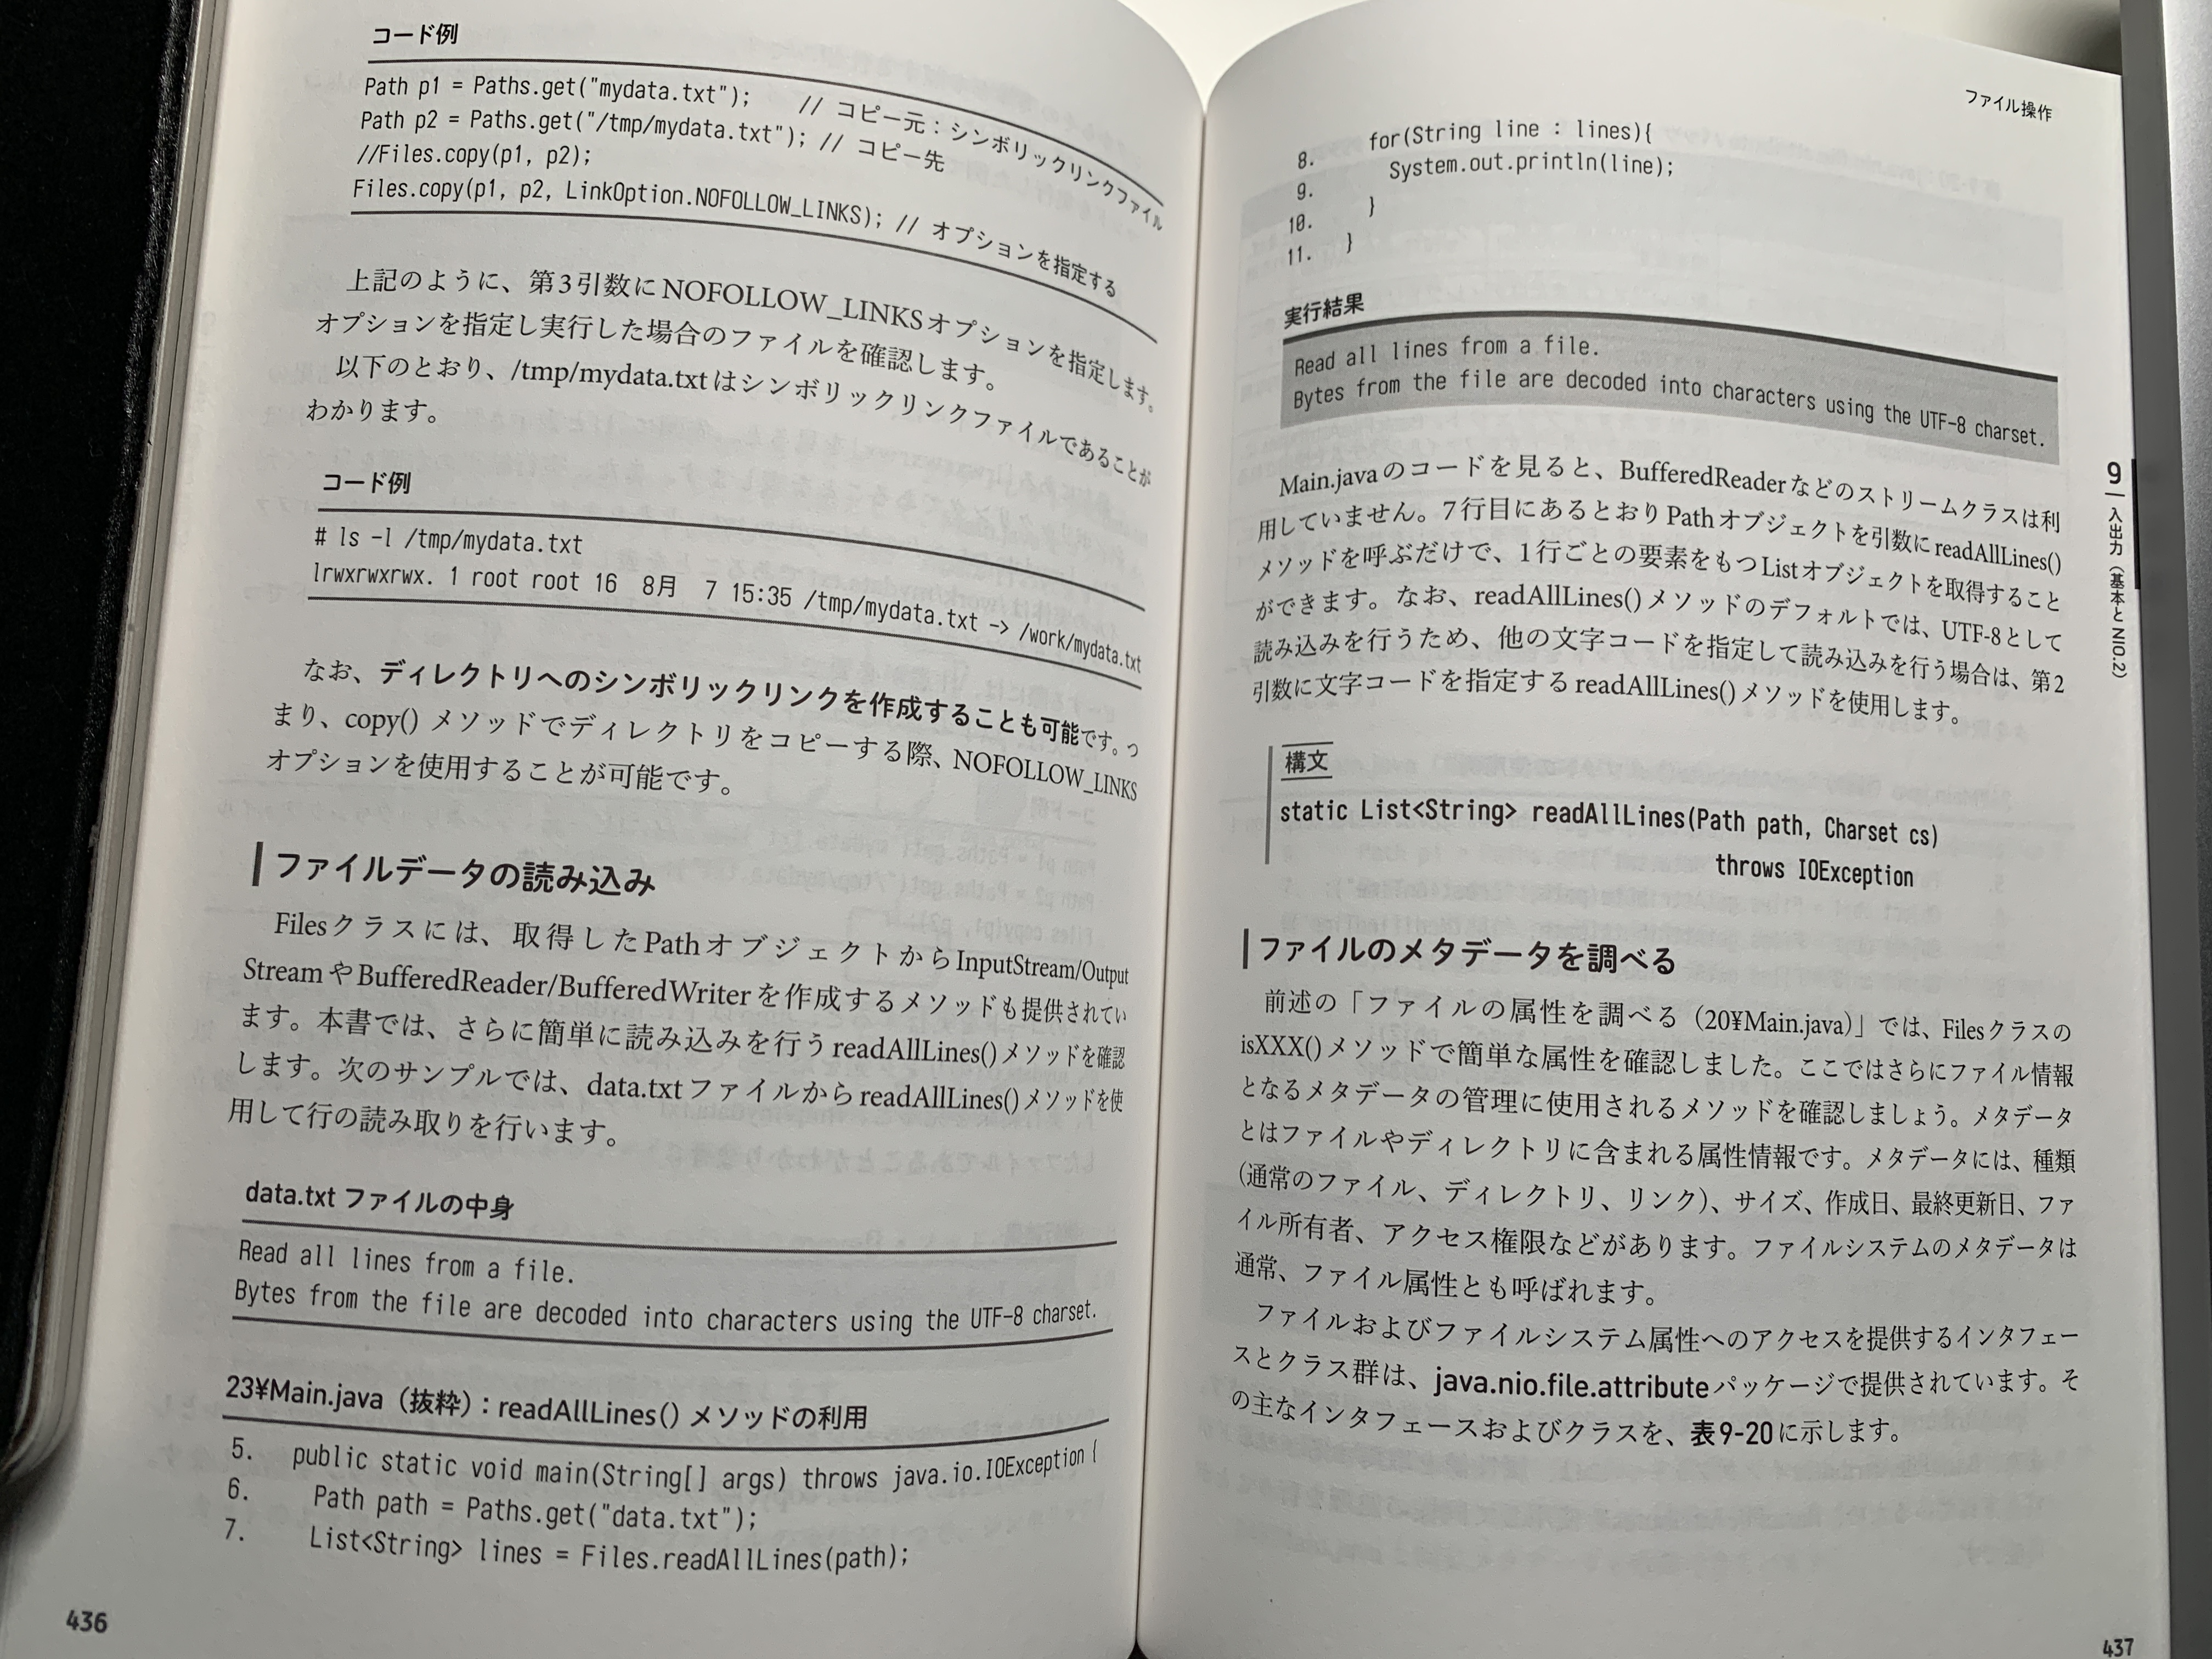 コード例
Path p1 = Paths.get("mydata.txt");    // コピー元：シンボリックリンクファイル
Path p2 = Paths.get("/tmp/mydata.txt"); // コピー先
//Files.copy(p1, p2);
Files.copy(p1, p2, LinkOption.NOFOLLOW_LINKS); // オプションを指定する
上記のように、第3引数にNOFOLLOW_LINKSオプションを指定します。
オプションを指定し実行した場合のファイルを確認します。
以下のとおり、/tmp/mydata.txtはシンボリックリンクファイルであることが
わかります。
コード例
# ls -l /tmp/mydata.txt
lrwxrwxrwx. 1 root root 16  8月  7 15:35 /tmp/mydata.txt -> /work/mydata.txt
なお、ディレクトリへのシンボリックリンクを作成することも可能です。つ
まり、copy() メソッドでディレクトリをコピーする際、NOFOLLOW_LINKS
オプションを使用することが可能です。
ファイルデータの読み込み
Filesクラスには、取得したPathオブジェクトからInputStream/Output
StreamやBufferedReader/BufferedWriterを作成するメソッドも提供されてい
ます。本書では、さらに簡単に読み込みを行うreadAllLines()メソッドを確認
します。次のサンプルでは、data.txtファイルからreadAllLines()メソッドを使
用して行の読み取りを行います。
data.txt ファイルの中身
Read all lines from a file.
Bytes from the file are decoded into characters using the UTF-8 charset.
23¥Main.java（抜粋）：readAllLines() メソッドの利用
5.   public static void main(String[] args) throws java.io.IOException {
6.     Path path = Paths.get("data.txt");
7.     List<String> lines = Files.readAllLines(path);
436
ファイル操作
8.     for(String line : lines){
9.       System.out.println(line);
10.     }
11.   }
実行結果
Read all lines from a file.
Bytes from the file are decoded into characters using the UTF-8 charset.
Main.javaのコードを見ると、BufferedReaderなどのストリームクラスは利
用していません。7行目にあるとおりPathオブジェクトを引数にreadAllLines()
メソッドを呼ぶだけで、1行ごとの要素をもつListオブジェクトを取得すること
ができます。なお、readAllLines()メソッドのデフォルトでは、UTF-8として
読み込みを行うため、他の文字コードを指定して読み込みを行う場合は、第2
引数に文字コードを指定するreadAllLines()メソッドを使用します。
構文
static List<String> readAllLines(Path path, Charset cs)
throws IOException
ファイルのメタデータを調べる
前述の「ファイルの属性を調べる（20¥Main.java）」では、Filesクラスの
isXXX()メソッドで簡単な属性を確認しました。ここではさらにファイル情報
となるメタデータの管理に使用されるメソッドを確認しましょう。メタデータ
とはファイルやディレクトリに含まれる属性情報です。メタデータには、種類
（通常のファイル、ディレクトリ、リンク）、サイズ、作成日、最終更新日、ファ
イル所有者、アクセス権限などがあります。ファイルシステムのメタデータは
通常、ファイル属性とも呼ばれます。
ファイルおよびファイルシステム属性へのアクセスを提供するインタフェー
スとクラス群は、java.nio.file.attributeパッケージで提供されています。そ
の主なインタフェースおよびクラスを、表9-20に示します。
9 入出力（基本とNIO.2）
437